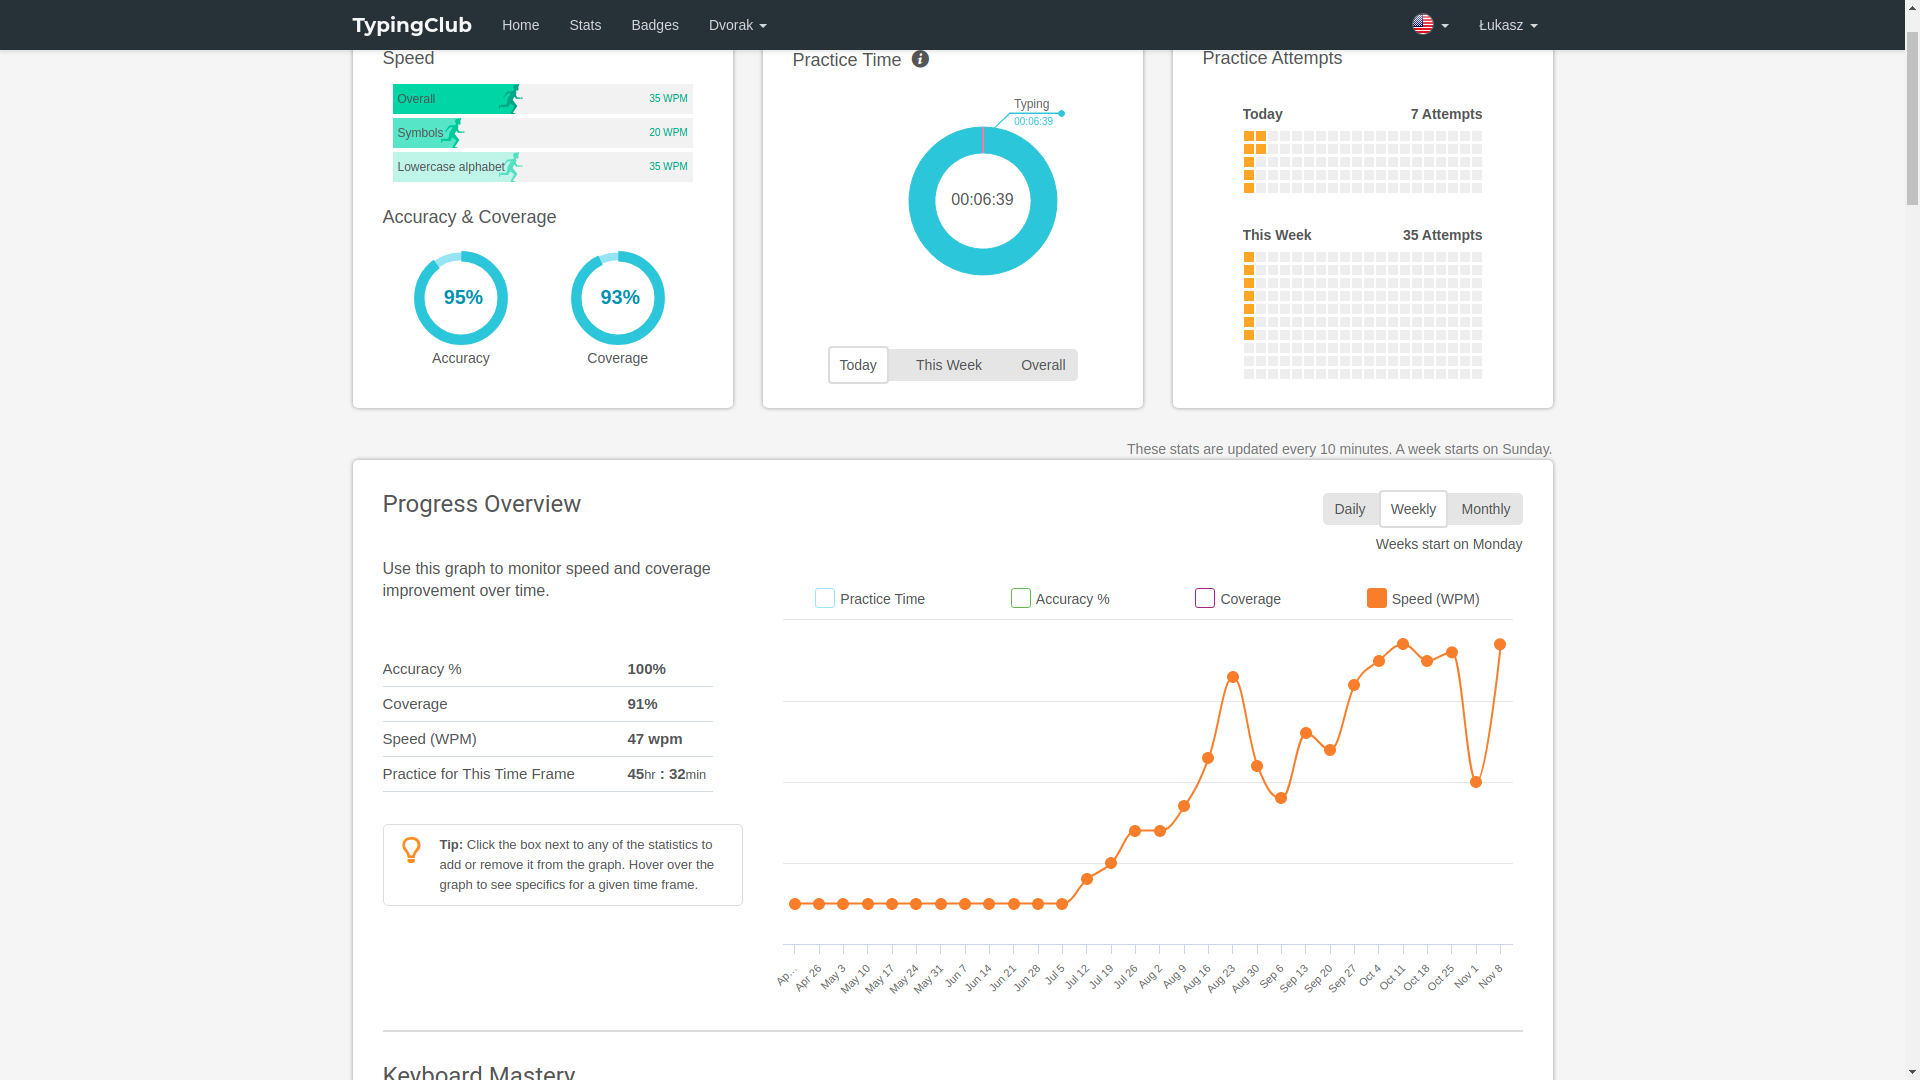 TypingClub Home Stats Badges Dvorak Łukasz
Speed
Overall 35 WPM
Symbols 20 WPM
Lowercase alphabet 35 WPM
Accuracy & Coverage
95% 93%
Accuracy Coverage
Practice Time
Typing
00:06:39
00:06:39
Today This Week Overall
Practice Attempts
Today 7 Attempts
This Week 35 Attempts
These stats are updated every 10 minutes. A week starts on Sunday.
Progress Overview
Daily Weekly Monthly
Weeks start on Monday
Use this graph to monitor speed and coverage
improvement over time.
Accuracy % 100%
Coverage 91%
Speed (WPM) 47 wpm
Practice for This Time Frame 45hr : 32min
Tip: Click the box next to any of the statistics to
add or remove it from the graph. Hover over the
graph to see specifics for a given time frame.
Practice Time Accuracy % Coverage Speed (WPM)
Ap… Apr 26 May 3 May 10 May 17 May 24 May 31 Jun 7 Jun 14 Jun 21 Jun 28 Jul 5 Jul 12 Jul 19 Jul 26 Aug 2 Aug 9 Aug 16 Aug 23 Aug 30 Sep 6 Sep 13 Sep 20 Sep 27 Oct 4 Oct 11 Oct 18 Oct 25 Nov 1 Nov 8
Keyboard Mastery